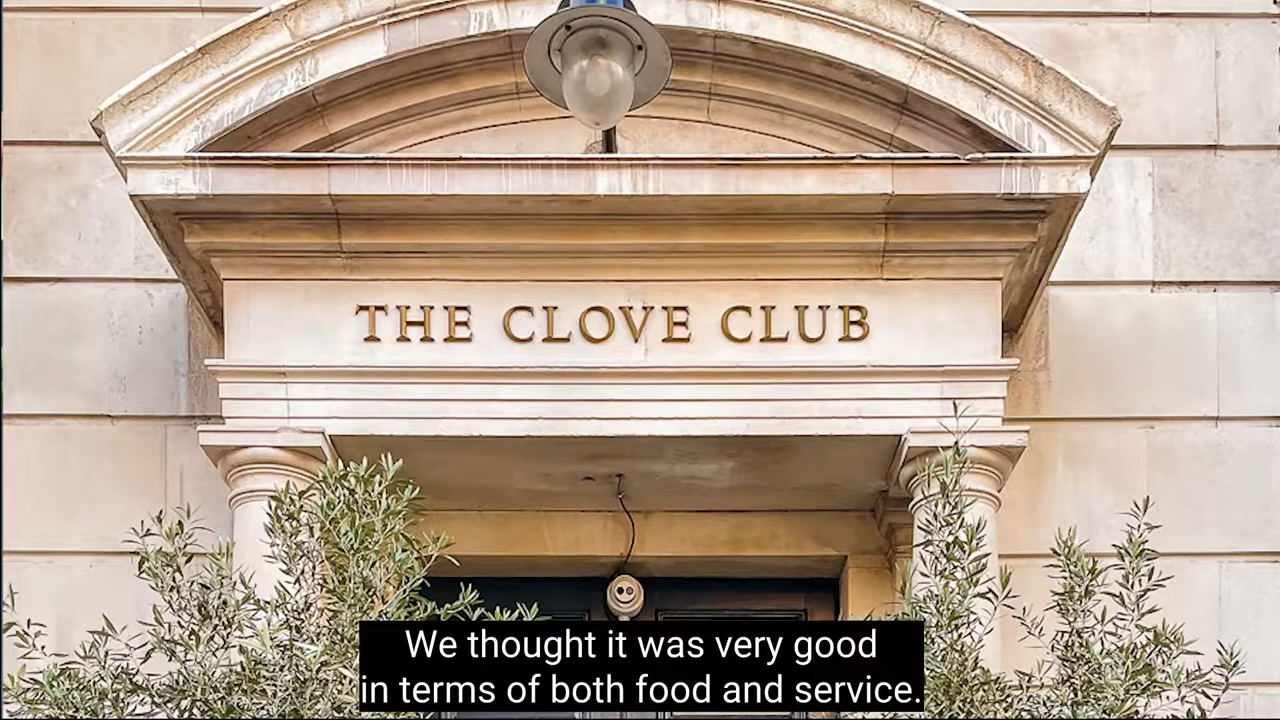 THE CLOVE CLUB
We thought it was very good
in terms of both food and service.